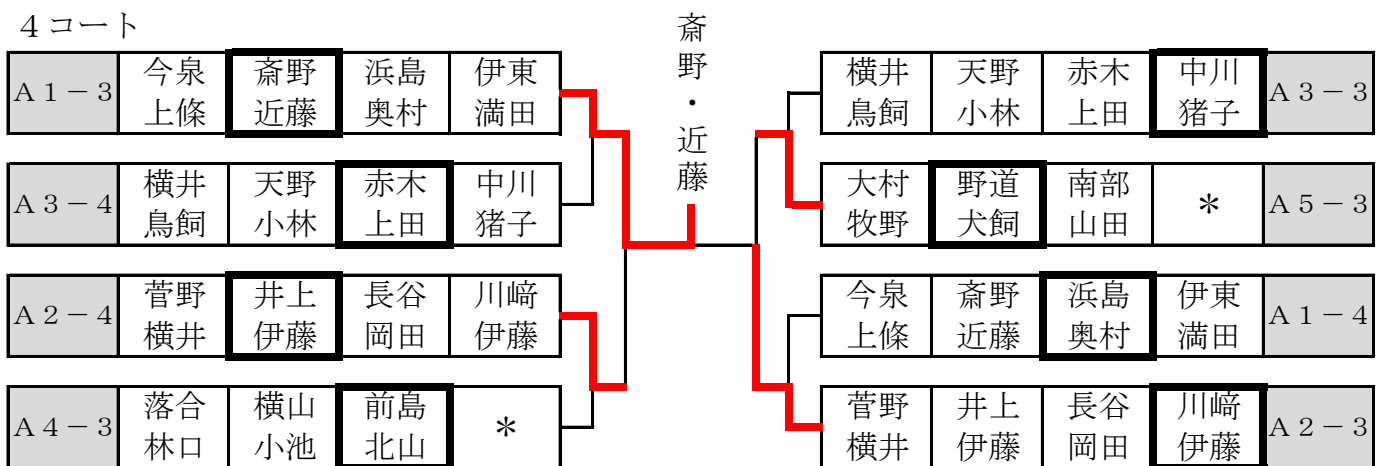 4コート
斎野・近藤
A1-3 今泉 斎野 浜島 伊東
上條 近藤 奥村 満田
A3-4 横井 天野 赤木 中川
鳥飼 小林 上田 猪子
A2-4 菅野 井上 長谷 川﨑
横井 伊藤 岡田 伊藤
A4-3 落合 横山 前島 *
林口 小池 北山
横井 天野 赤木 中川 A3-3
鳥飼 小林 上田 猪子
大村 野道 南部 * A5-3
牧野 犬飼 山田
今泉 斎野 浜島 伊東 A1-4
上條 近藤 奥村 満田
菅野 井上 長谷 川﨑 A2-3
横井 伊藤 岡田 伊藤